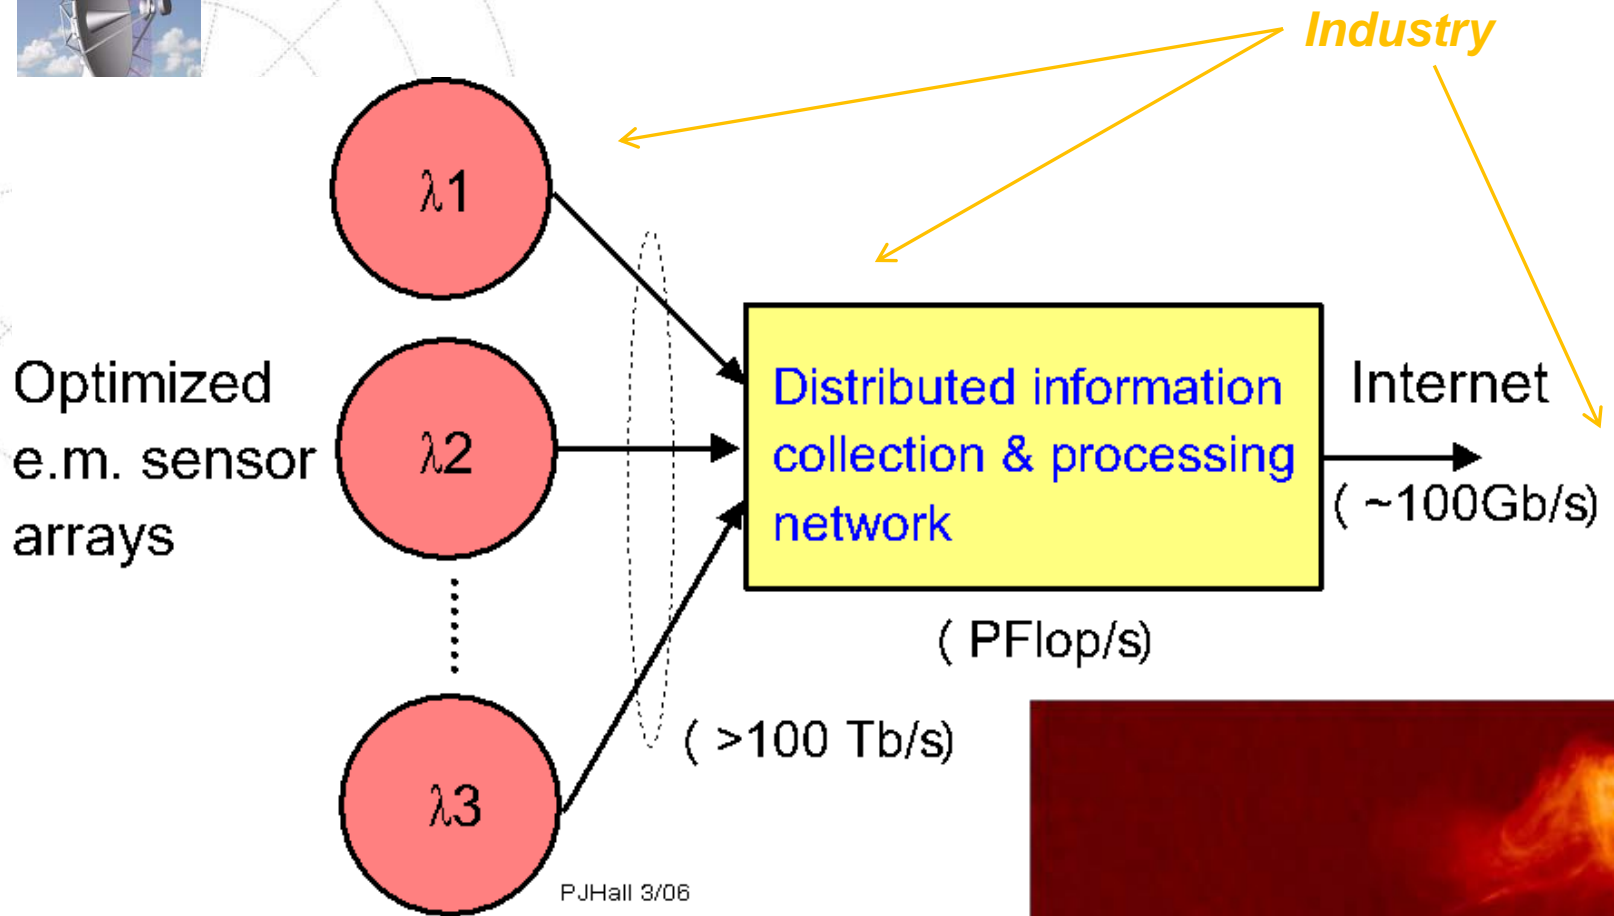 Industry
λ1
Optimized
e.m. sensor
arrays
λ2
λ3
Distributed information
collection & processing
network
Internet
( ~100Gb/s)
( PFlop/s)
( >100 Tb/s)
PJHall 3/06